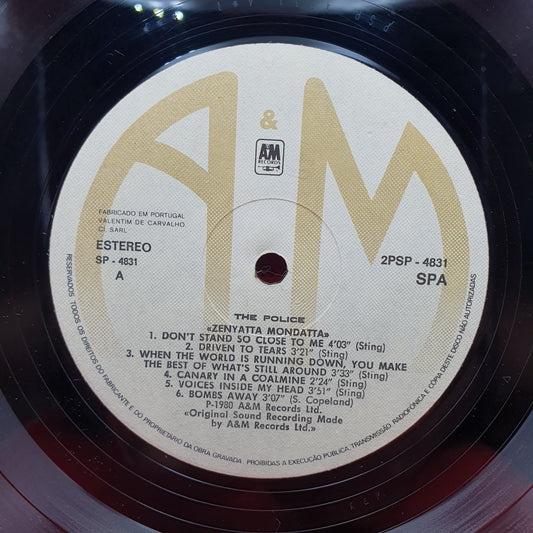 A & M
A&M
RECORDS
FABRICADO EM PORTUGAL
VALENTIM DE CARVALHO
CI. SARL
ESTEREO
SP - 4831
A
2PSP - 4831
SPA
THE POLICE
«ZENYATTA MONDATTA»
1. DON'T STAND SO CLOSE TO ME 4'03" (Sting)
2. DRIVEN TO TEARS 3'21" (Sting)
3. WHEN THE WORLD IS RUNNING DOWN, YOU MAKE
THE BEST OF WHAT'S STILL AROUND 3'33" (Sting)
4. CANARY IN A COALMINE 2'24" (Sting)
5. VOICES INSIDE MY HEAD 3'51" (Sting)
6. BOMBS AWAY 3'07" (S. Copeland)
P-1980 A&M Records Ltd.
«Original Sound Recording Made
by A&M Records Ltd.»
RESERVADOS TODOS OS DIREITOS DO FABRICANTE E DO PROPRIETARIO DA OBRA GRAVADA. PROIBIDAS A EXECUÇÃO PUBLICA, TRANSMISSÃO RADIOFÓNICA E COPIA DESTE DISCO NÃO AUTORIZADAS